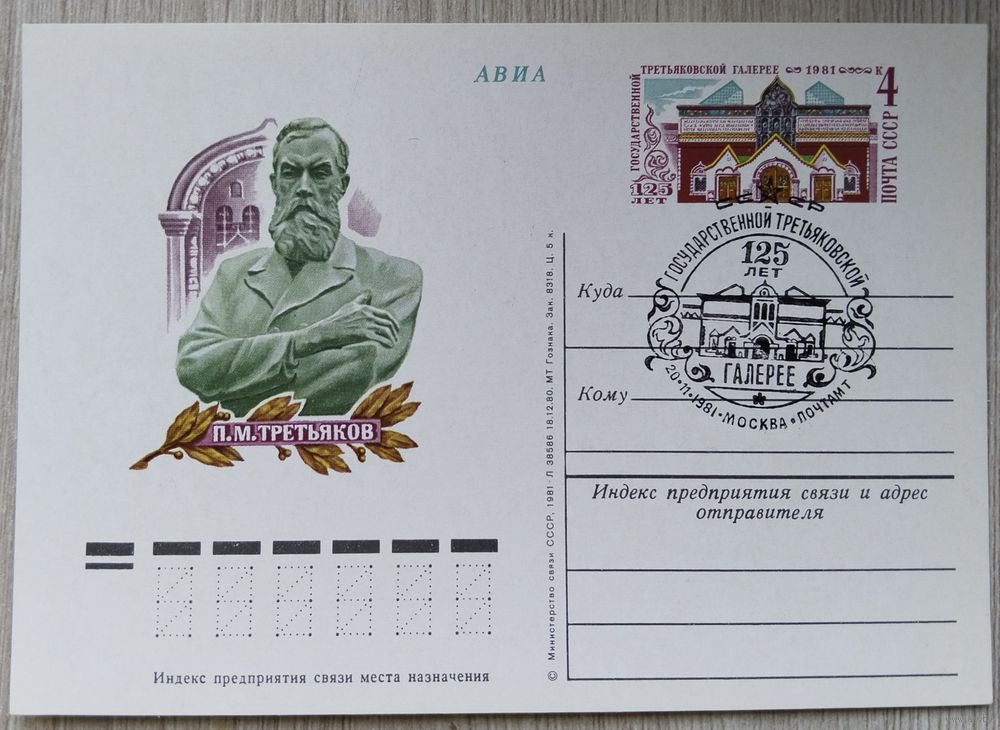 АВИА
ГОСУДАРСТВЕННОЙ
ТРЕТЬЯКОВСКОЙ ГАЛЕРЕЕ 1981
125
ЛЕТ
К 4
ПОЧТА СССР
П.М.ТРЕТЬЯКОВ
СССР
ГОСУДАРСТВЕННОЙ ТРЕТЬЯКОВСКОЙ
125
ЛЕТ
ГАЛЕРЕЕ
20•11•1981•МОСКВА•ПОЧТАМТ
Куда
Кому
Индекс предприятия связи и адрес
отправителя
Индекс предприятия связи места назначения
© Министерство связи СССР, 1981 · Л 38586 18.12.80. МТ Гознака. Зак. 8318. Ц. 5 к.